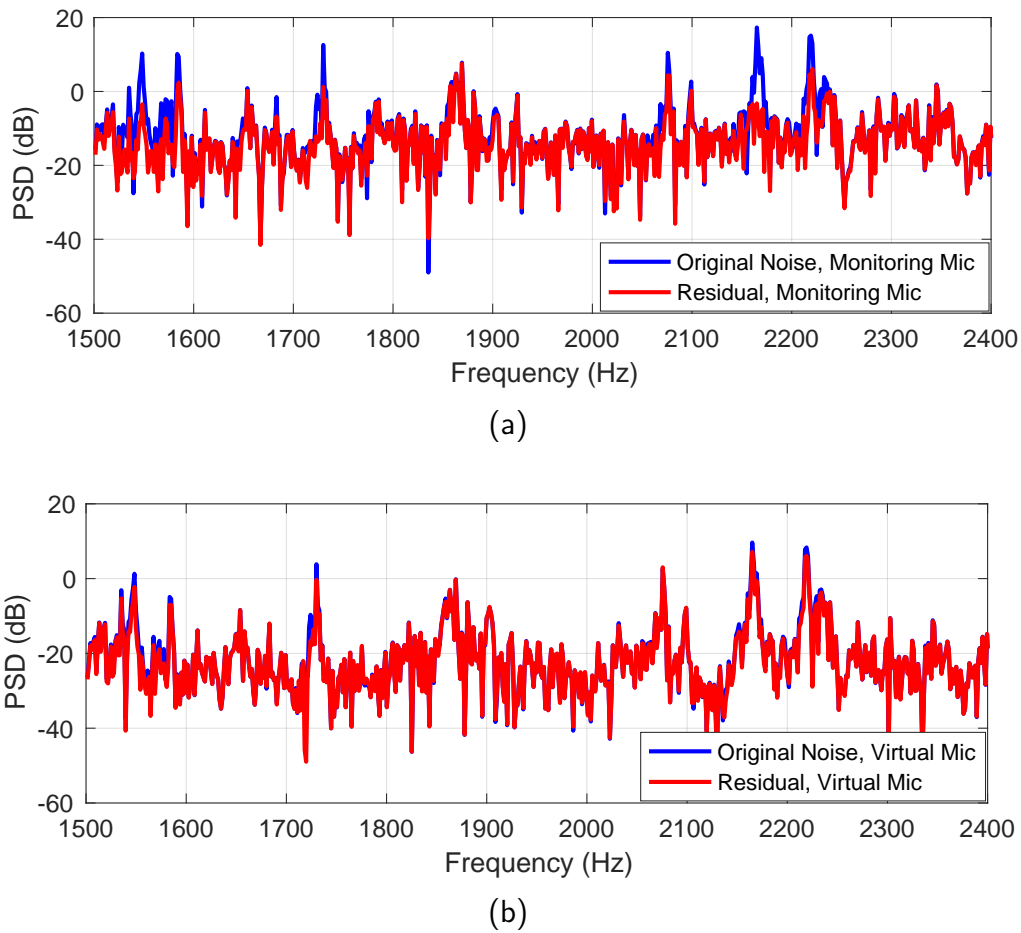 20
0
-20
-40
-60
PSD (dB)
Original Noise, Monitoring Mic
Residual, Monitoring Mic
1500 1600 1700 1800 1900 2000 2100 2200 2300 2400
Frequency (Hz)
(a)
20
0
-20
-40
-60
PSD (dB)
Original Noise, Virtual Mic
Residual, Virtual Mic
1500 1600 1700 1800 1900 2000 2100 2200 2300 2400
Frequency (Hz)
(b)